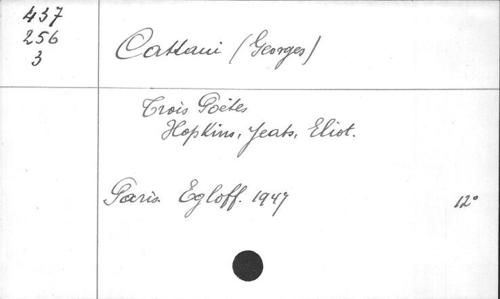 437
256
3
Cattaui (Georges)
Trois Poètes
Hopkins, Yeats, Eliot.
Paris. Egloff. 1947
12°